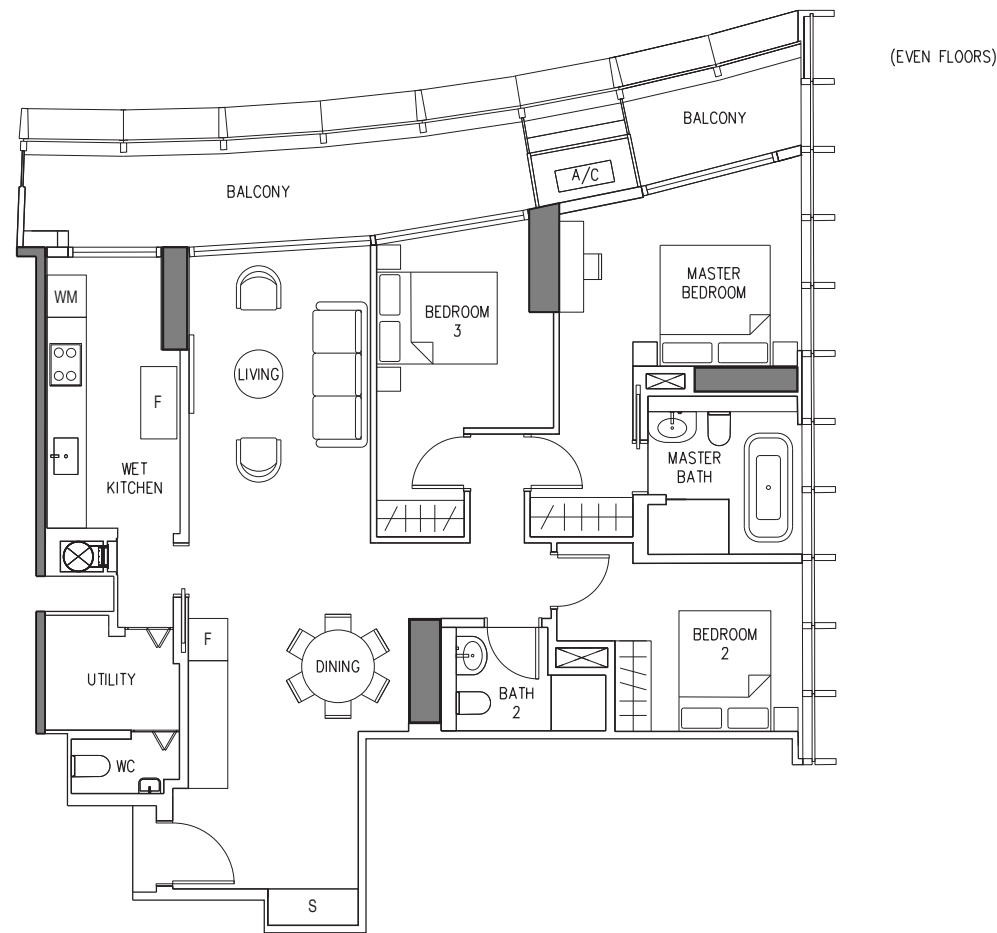 (EVEN FLOORS)
BALCONY
BALCONY
A/C
WM
MASTER
BEDROOM
BEDROOM
3
LIVING
F
WET
KITCHEN
MASTER
BATH
F
DINING
BEDROOM
2
UTILITY
BATH
2
WC
S